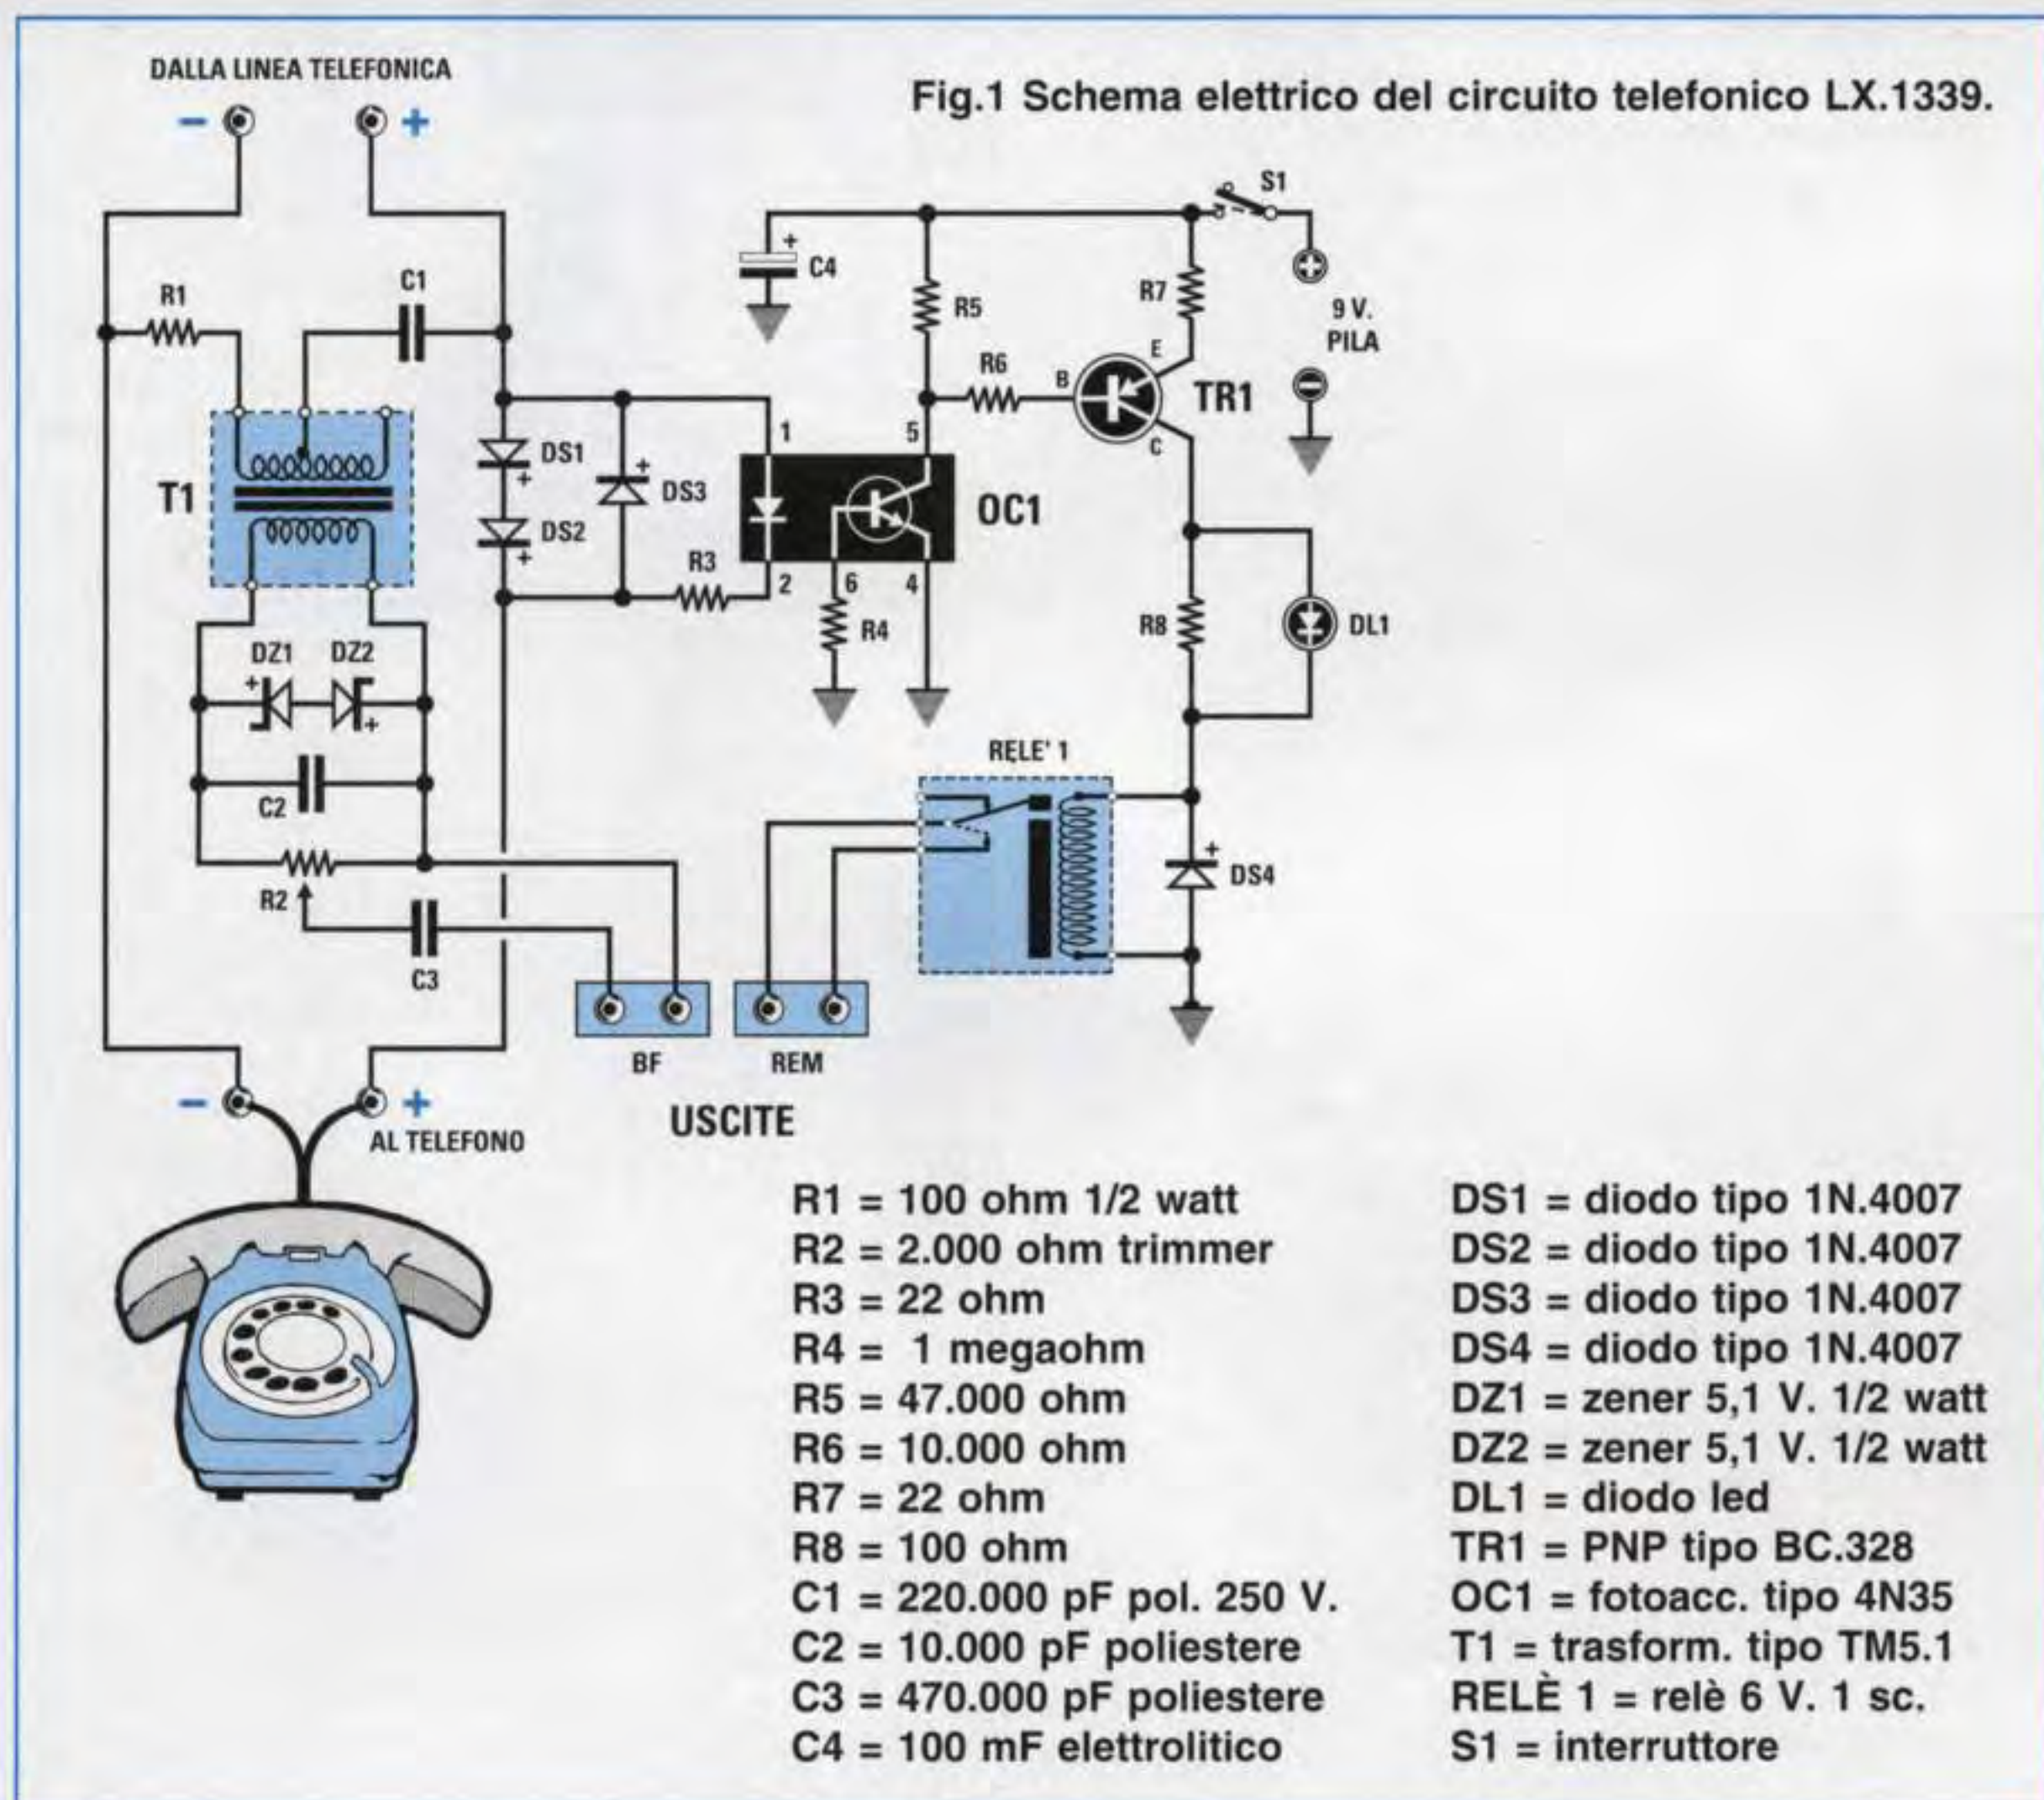 DALLA LINEA TELEFONICA
Fig.1 Schema elettrico del circuito telefonico LX.1339.
− +
S1
C1
R1
+
C4
R5
R7
9 V.
PILA
R6
B
E
C
TR1
T1
DS1
+
DS2
+
+
DS3
R3
1
2
5
6
4
OC1
R4
R8
DL1
DZ1
DZ2
+
+
C2
RELE' 1
R2
C3
+
DS4
BF
REM
− +
AL TELEFONO
USCITE
R1 = 100 ohm 1/2 watt
R2 = 2.000 ohm trimmer
R3 = 22 ohm
R4 = 1 megaohm
R5 = 47.000 ohm
R6 = 10.000 ohm
R7 = 22 ohm
R8 = 100 ohm
C1 = 220.000 pF pol. 250 V.
C2 = 10.000 pF poliestere
C3 = 470.000 pF poliestere
C4 = 100 mF elettrolitico
DS1 = diodo tipo 1N.4007
DS2 = diodo tipo 1N.4007
DS3 = diodo tipo 1N.4007
DS4 = diodo tipo 1N.4007
DZ1 = zener 5,1 V. 1/2 watt
DZ2 = zener 5,1 V. 1/2 watt
DL1 = diodo led
TR1 = PNP tipo BC.328
OC1 = fotoacc. tipo 4N35
T1 = trasform. tipo TM5.1
RELÈ 1 = relè 6 V. 1 sc.
S1 = interruttore